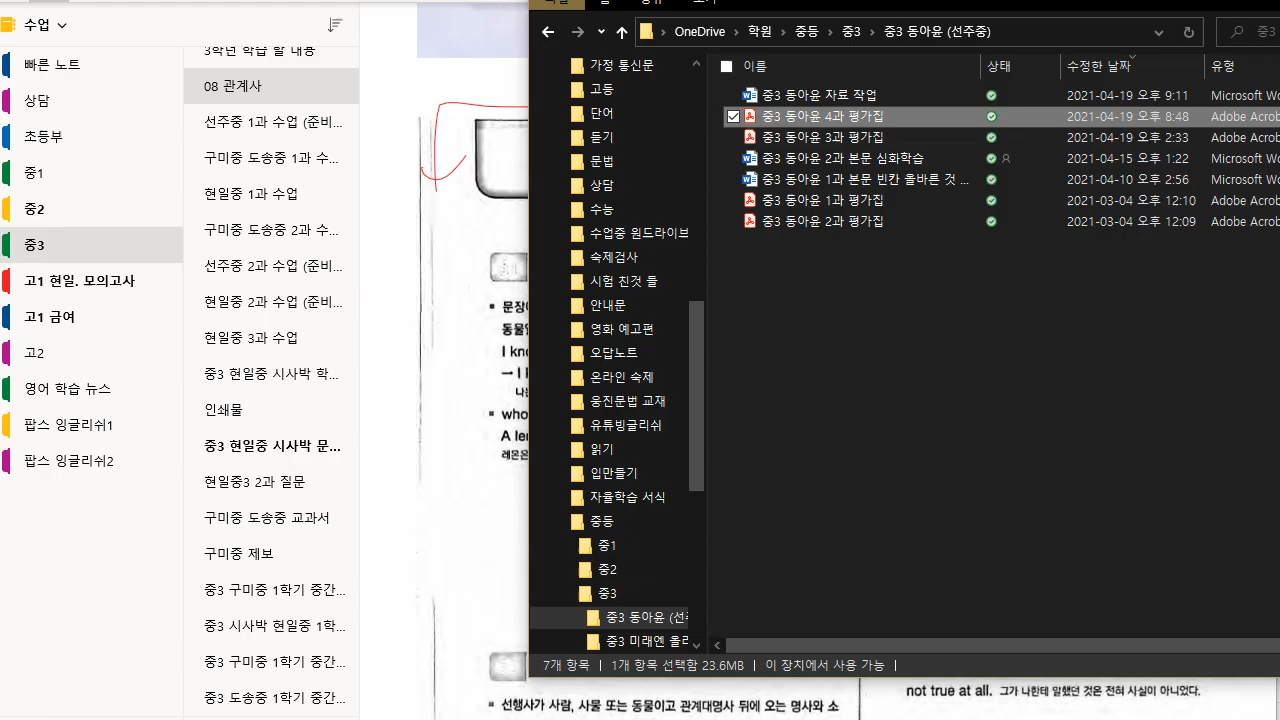 수업
빠른 노트
상담
초등부
중1
중2
중3
고1 현일. 모의고사
고1 금여
고2
영어 학습 뉴스
팝스 잉글리쉬1
팝스 잉글리쉬2
3학년 학습 할 내용
08 관계사
선주중 1과 수업 (준비...
구미중 도송중 1과 수...
현일중 1과 수업
구미중 도송중 2과 수...
선주중 2과 수업 (준비...
현일중 2과 수업 (준비...
현일중 3과 수업
중3 현일중 시사박 학...
인쇄물
중3 현일중 시사박 문...
현일중3 2과 질문
구미중 도송중 교과서
구미중 제보
중3 구미중 1학기 중간...
중3 시사박 현일중 1학...
중3 구미중 1학기 중간...
중3 도송중 1학기 중간...
문장
동물
I kno
→ I
나는
who
A le
레몬은
선행사가 사람, 사물 또는 동물이고 관계대명사 뒤에 오는 명사와 소
not true at all. 그가 나한테 말했던 것은 전혀 사실이 아니었다.
OneDrive > 학원 > 중등 > 중3 > 중3 동아윤 (선주중)
중3
가정 통신문
고등
단어
듣기
문법
상담
수능
수업중 원드라이브
숙제검사
시험 친것 들
안내문
영화 예고편
오답노트
온라인 숙제
웅진문법 교재
유튜빙글리쉬
읽기
입만들기
자율학습 서식
중등
중1
중2
중3
중3 동아윤 (선주
중3 미래엔 올리
이름 상태 수정한 날짜 유형
중3 동아윤 자료 작업 2021-04-19 오후 9:11 Microsoft Wo
중3 동아윤 4과 평가집 2021-04-19 오후 8:48 Adobe Acrob
중3 동아윤 3과 평가집 2021-04-19 오후 2:58 Adobe Acrob
중3 동아윤 2과 본문 심화학습 2021-04-17 오후 1:22 Microsoft Wo
중3 동아윤 1과 본문 빈칸 올바른 것 ... 2021-04-16 오후 2:56 Microsoft Wo
중3 동아윤 1과 평가집 2021-03-04 오후 12:10 Adobe Acrob
중3 동아윤 2과 평가집 2021-03-04 오후 12:09 Adobe Acrob
7개 항목 | 1개 항목 선택함 23.6MB | 이 장치에서 사용 가능 |